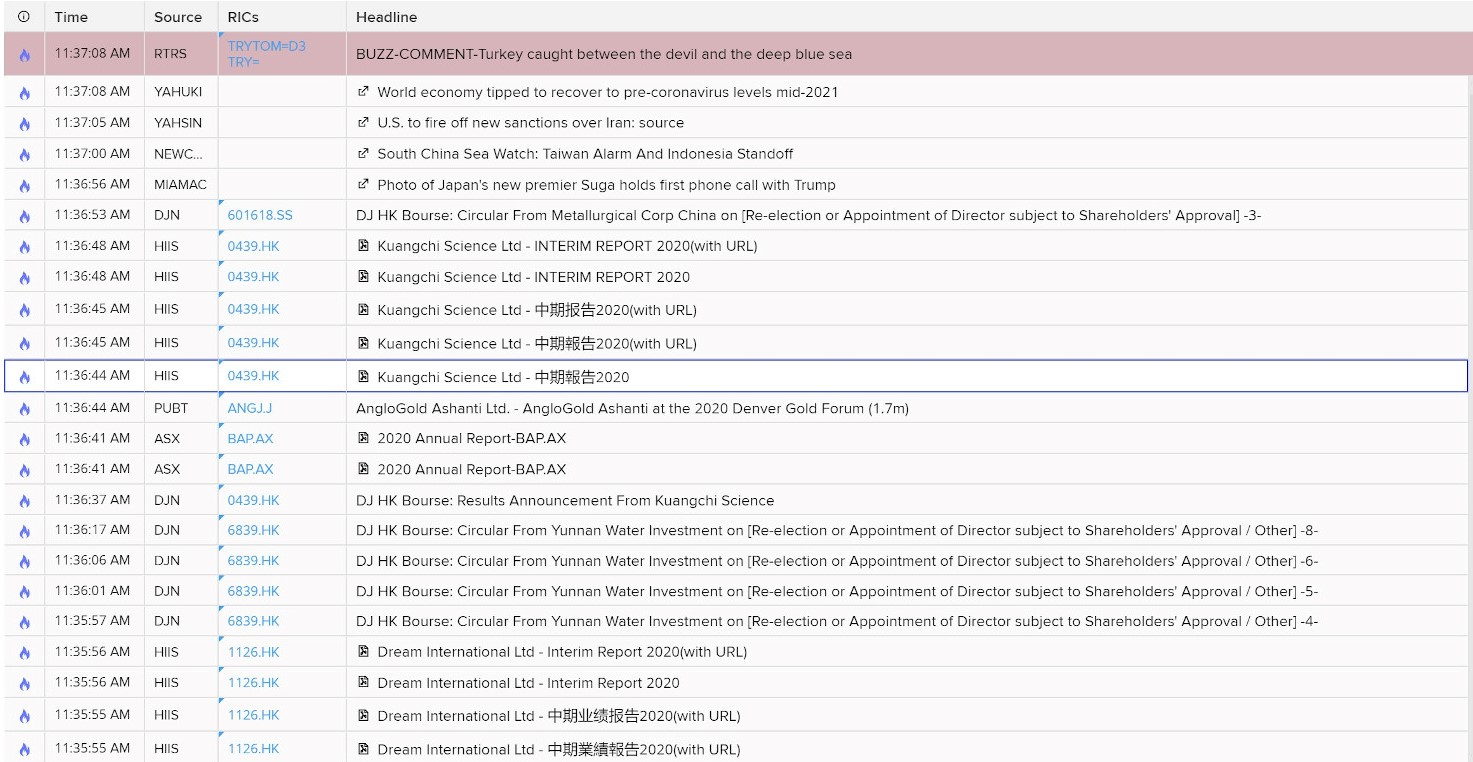 Time Source RICs Headline
11:37:08 AM RTRS TRYTOM=D3 TRY= BUZZ-COMMENT-Turkey caught between the devil and the deep blue sea
11:37:08 AM YAHUKI World economy tipped to recover to pre-coronavirus levels mid-2021
11:37:05 AM YAHSIN U.S. to fire off new sanctions over Iran: source
11:37:00 AM NEWC... South China Sea Watch: Taiwan Alarm And Indonesia Standoff
11:36:56 AM MIAMAC Photo of Japan's new premier Suga holds first phone call with Trump
11:36:53 AM DJN 601618.SS DJ HK Bourse: Circular From Metallurgical Corp China on [Re-election or Appointment of Director subject to Shareholders' Approval] -3-
11:36:48 AM HIIS 0439.HK Kuangchi Science Ltd - INTERIM REPORT 2020(with URL)
11:36:48 AM HIIS 0439.HK Kuangchi Science Ltd - INTERIM REPORT 2020
11:36:45 AM HIIS 0439.HK Kuangchi Science Ltd - 中期报告2020(with URL)
11:36:45 AM HIIS 0439.HK Kuangchi Science Ltd - 中期報告2020(with URL)
11:36:44 AM HIIS 0439.HK Kuangchi Science Ltd - 中期報告2020
11:36:44 AM PUBT ANGJ.J AngloGold Ashanti Ltd. - AngloGold Ashanti at the 2020 Denver Gold Forum (1.7m)
11:36:41 AM ASX BAP.AX 2020 Annual Report-BAP.AX
11:36:41 AM ASX BAP.AX 2020 Annual Report-BAP.AX
11:36:37 AM DJN 0439.HK DJ HK Bourse: Results Announcement From Kuangchi Science
11:36:17 AM DJN 6839.HK DJ HK Bourse: Circular From Yunnan Water Investment on [Re-election or Appointment of Director subject to Shareholders' Approval / Other] -8-
11:36:06 AM DJN 6839.HK DJ HK Bourse: Circular From Yunnan Water Investment on [Re-election or Appointment of Director subject to Shareholders' Approval / Other] -6-
11:36:01 AM DJN 6839.HK DJ HK Bourse: Circular From Yunnan Water Investment on [Re-election or Appointment of Director subject to Shareholders' Approval / Other] -5-
11:35:57 AM DJN 6839.HK DJ HK Bourse: Circular From Yunnan Water Investment on [Re-election or Appointment of Director subject to Shareholders' Approval / Other] -4-
11:35:56 AM HIIS 1126.HK Dream International Ltd - Interim Report 2020(with URL)
11:35:56 AM HIIS 1126.HK Dream International Ltd - Interim Report 2020
11:35:55 AM HIIS 1126.HK Dream International Ltd - 中期业绩报告2020(with URL)
11:35:55 AM HIIS 1126.HK Dream International Ltd - 中期業績報告2020(with URL)